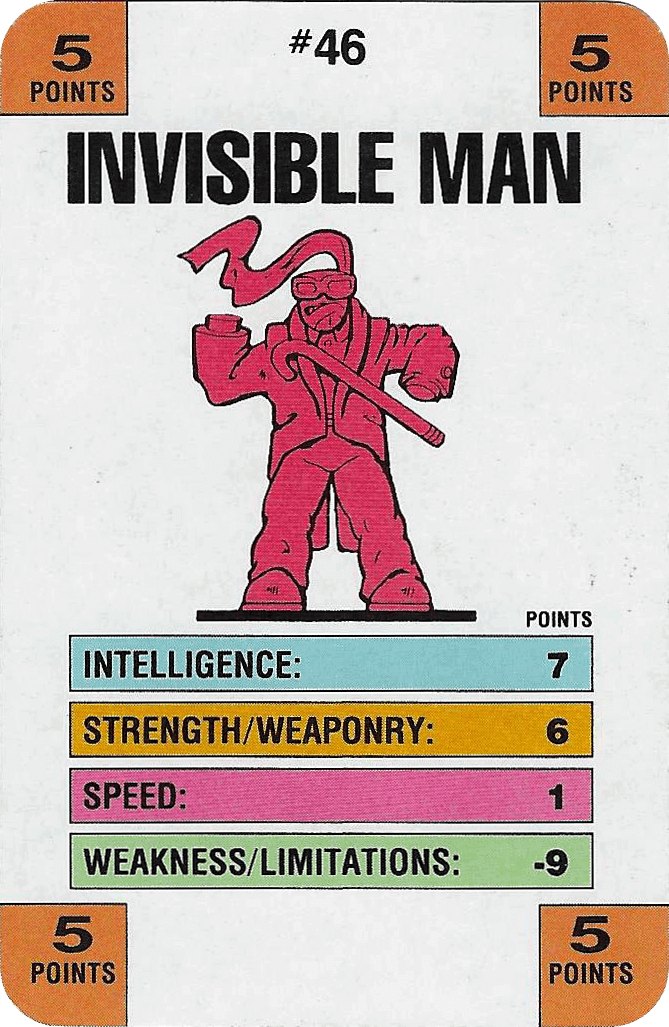 5
POINTS
#46
5
POINTS
INVISIBLE MAN
POINTS
INTELLIGENCE: 7
STRENGTH/WEAPONRY: 6
SPEED: 1
WEAKNESS/LIMITATIONS: -9
5
POINTS
5
POINTS